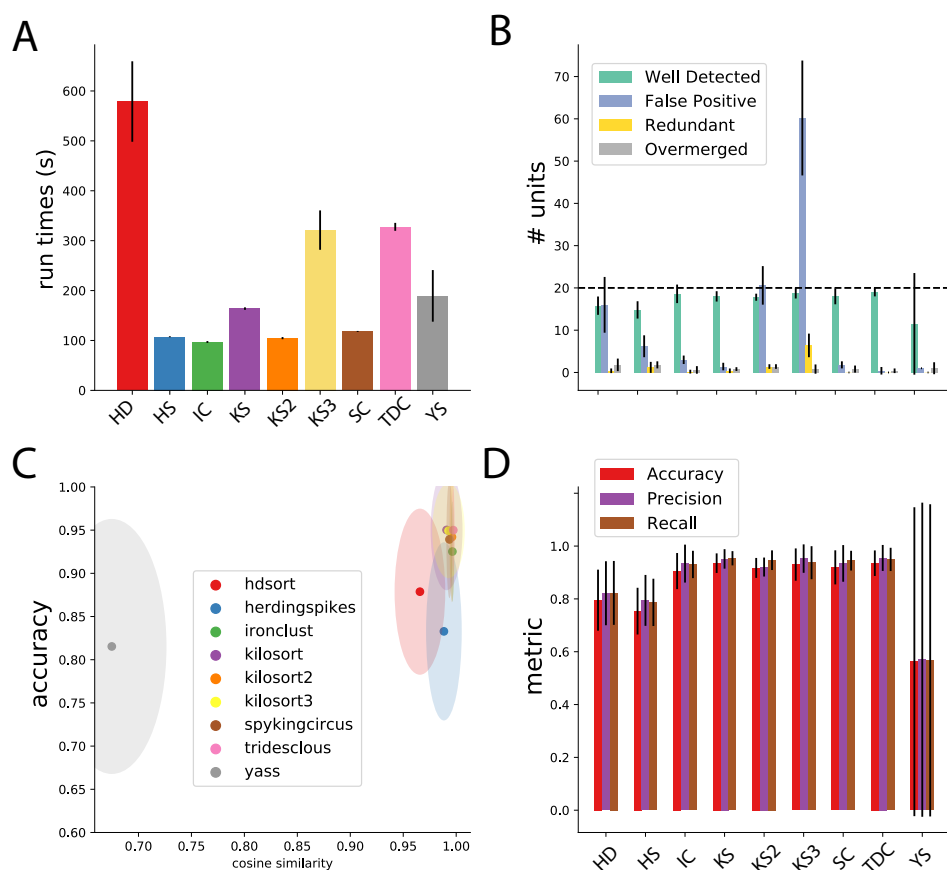 A
run times (s)
600
500
400
300
200
100
0
HD
HS
IC
KS
KS2
KS3
SC
TDC
YS
B
# units
70
60
50
40
30
20
10
0
Well Detected
False Positive
Redundant
Overmerged
C
accuracy
1.00
0.95
0.90
0.85
0.80
0.75
0.70
0.65
0.60
hdsort
herdingspikes
ironclust
kilosort
kilosort2
kilosort3
spykingcircus
tridesclous
yass
0.70
0.75
0.80
0.85
0.90
0.95
1.00
cosine similarity
D
Accuracy
Precision
Recall
metric
1.0
0.8
0.6
0.4
0.2
0.0
HD
HS
IC
KS
KS2
KS3
SC
TDC
YS